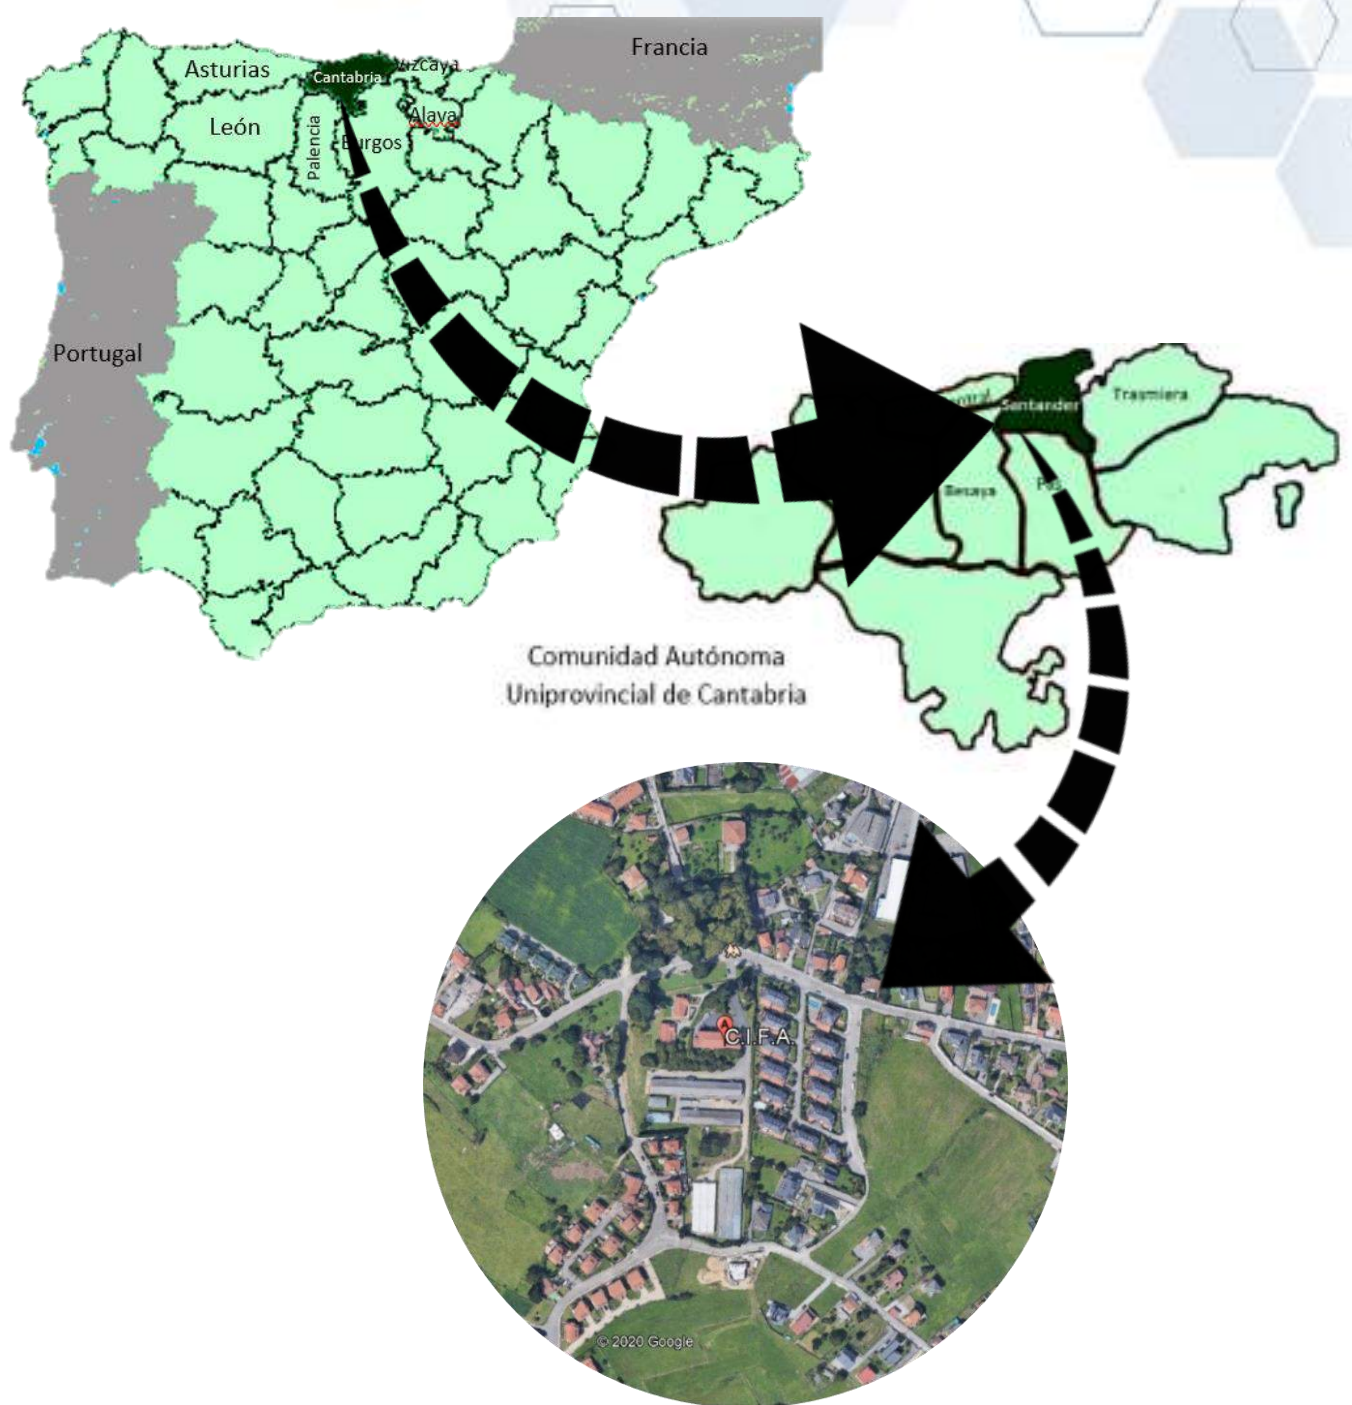 Francia
Asturias
Cantabria
Vizcaya
León
Alava
Palencia
Burgos
Portugal
Santander
Trasmiera
Besaya
Comunidad Autónoma
Uniprovincial de Cantabria
A
C.I.F.A.
© 2020 Google